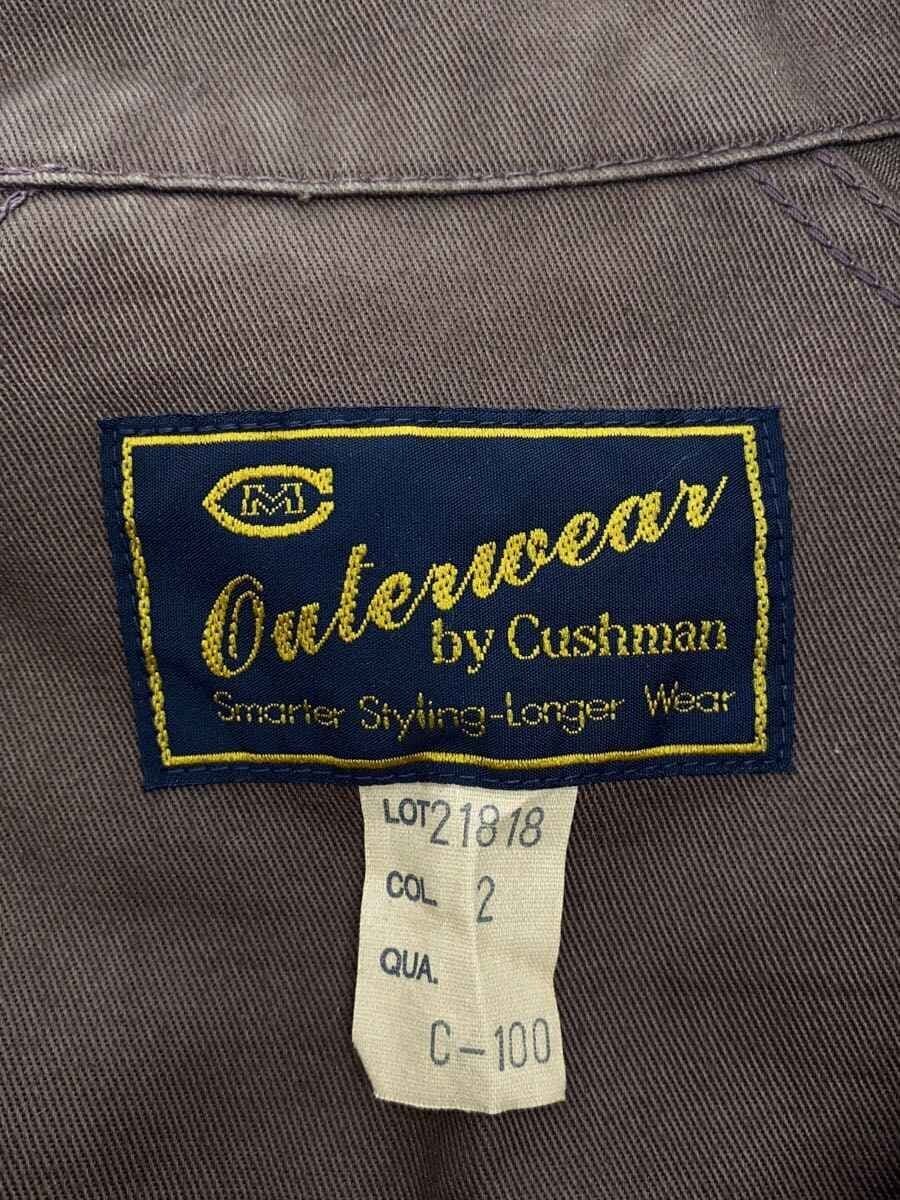 CM
Outerwear
by Cushman
Smarter Styling-Longer Wear
LOT 21818
COL. 2
QUA.
C-100